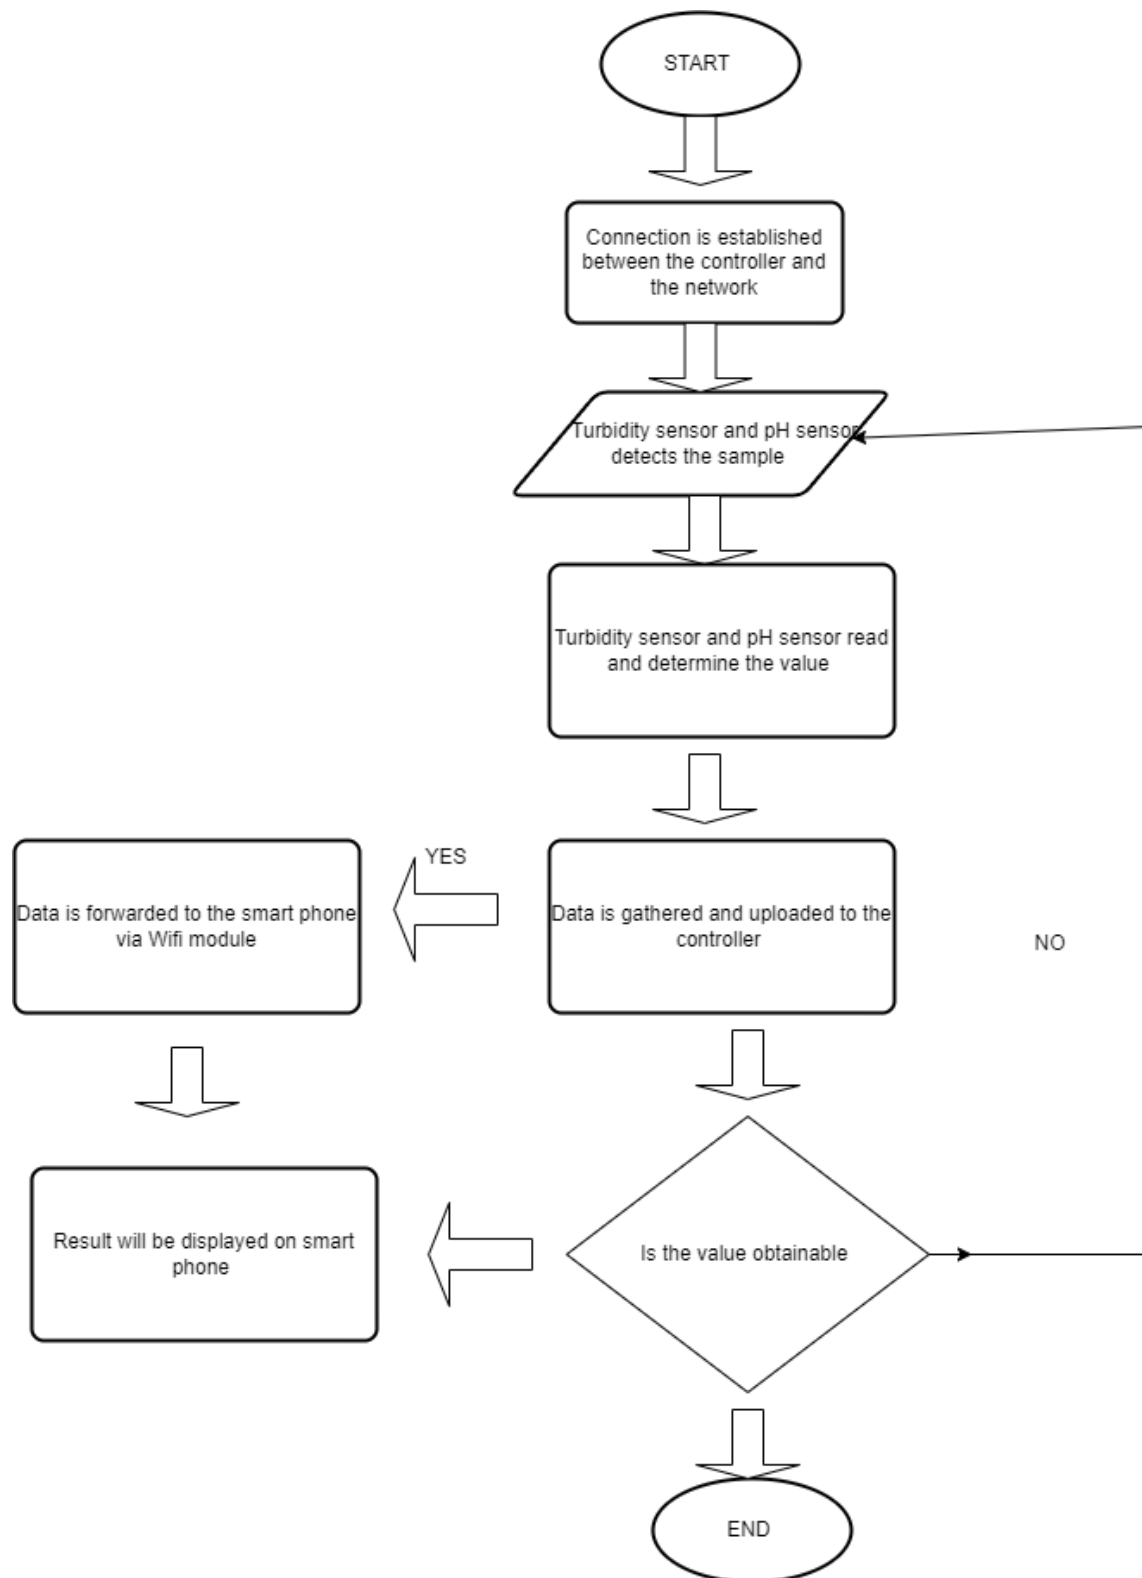 START
Connection is established
between the controller and
the network
Turbidity sensor and pH sensor
detects the sample
Turbidity sensor and pH sensor read
and determine the value
YES
Data is forwarded to the smart phone
via Wifi module
Data is gathered and uploaded to the
controller
NO
Result will be displayed on smart
phone
Is the value obtainable
END